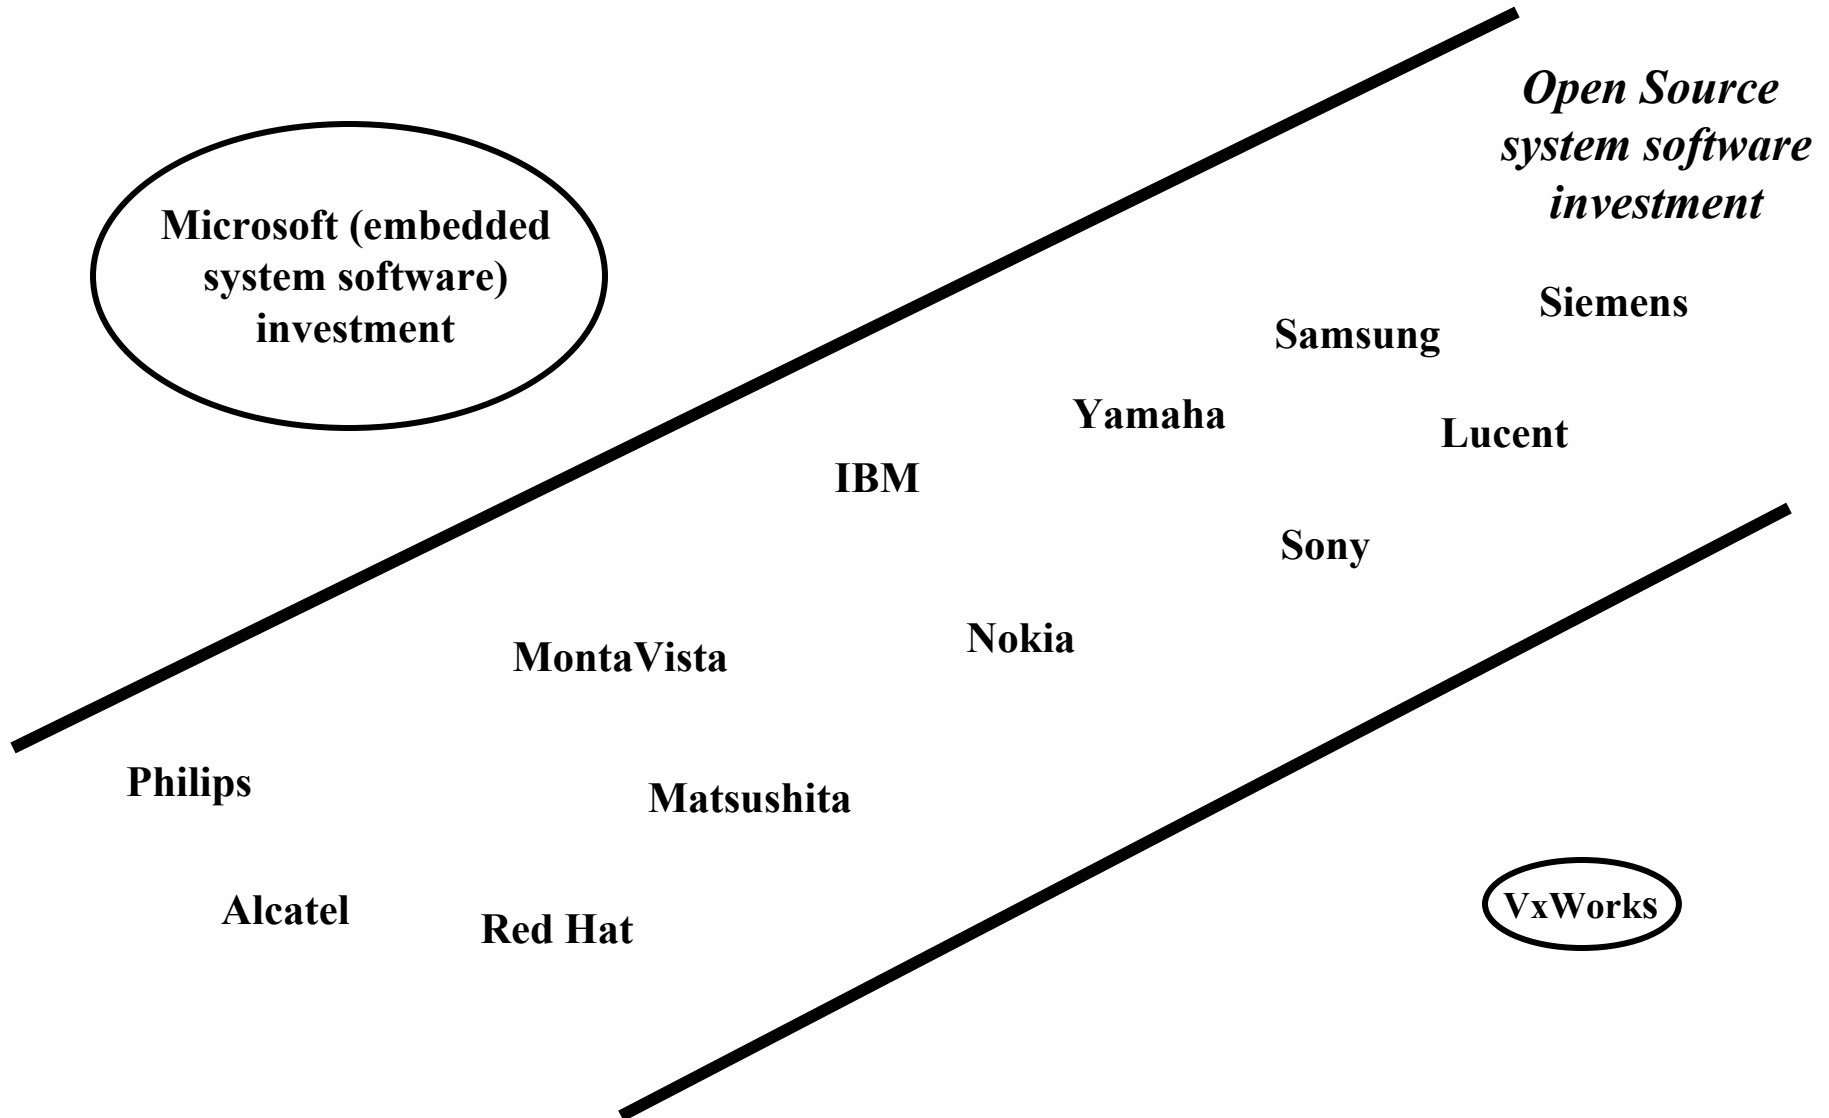 Open Source
system software
investment
Microsoft (embedded
system software)
investment
Siemens
Samsung
Yamaha
Lucent
IBM
Sony
Nokia
MontaVista
Philips
Matsushita
Alcatel
Red Hat
VxWorks